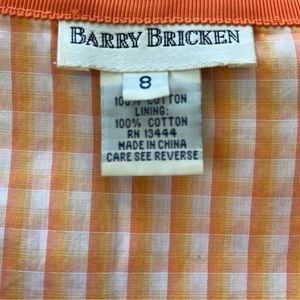 BARRY BRICKEN
8
100% COTTON
LINING:
100% COTTON
RN 13444
MADE IN CHINA
CARE SEE REVERSE